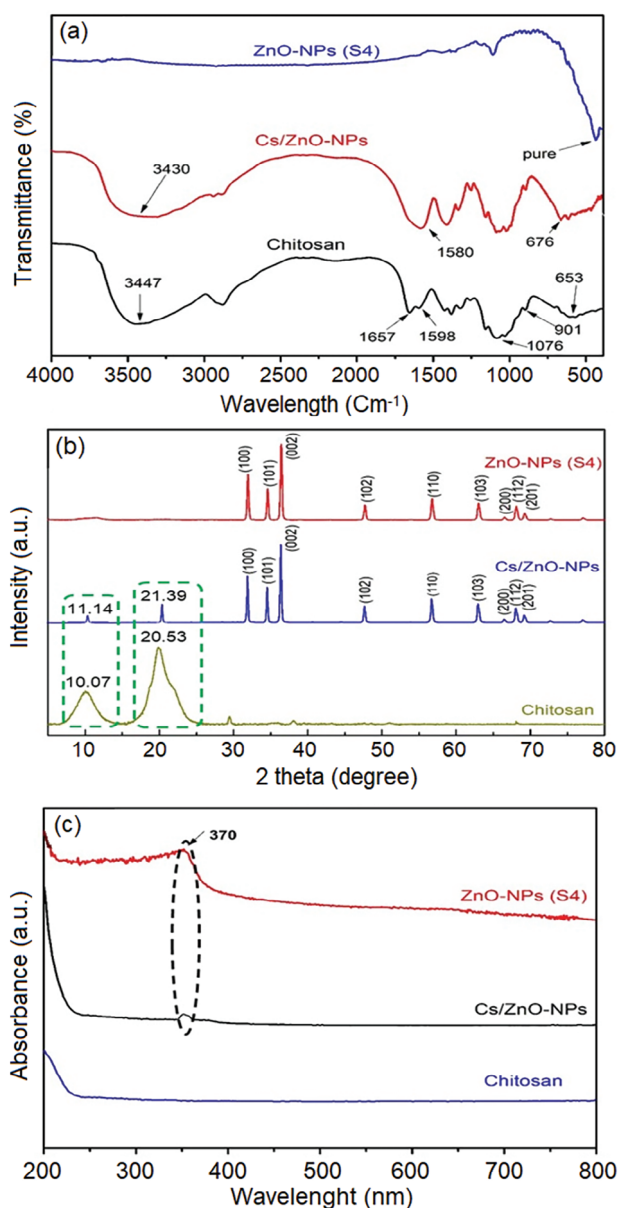 (a)
ZnO-NPs (S4)
pure
Cs/ZnO-NPs
3430
1580
676
Chitosan
3447
1657
1598
1076
901
653
Transmittance (%)
4000 3500 3000 2500 2000 1500 1000 500
Wavelength (Cm-1)
(b)
(100) (101) (002) (102) (110) (103) (200) (112) (201)
ZnO-NPs (S4)
(100) (101) (002) (102) (110) (103) (200) (112) (201)
Cs/ZnO-NPs
11.14
21.39
20.53
10.07
Chitosan
Intensity (a.u.)
10 20 30 40 50 60 70 80
2 theta (degree)
(c)
370
ZnO-NPs (S4)
Cs/ZnO-NPs
Chitosan
Absorbance (a.u.)
200 300 400 500 600 700 800
Wavelenght (nm)